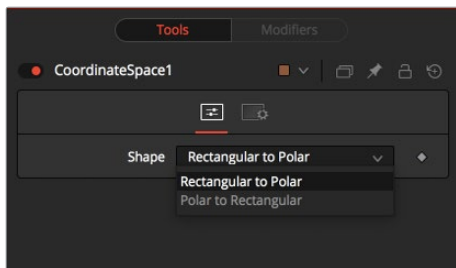 Tools Modifiers
CoordinateSpace1
Shape Rectangular to Polar
Rectangular to Polar
Polar to Rectangular